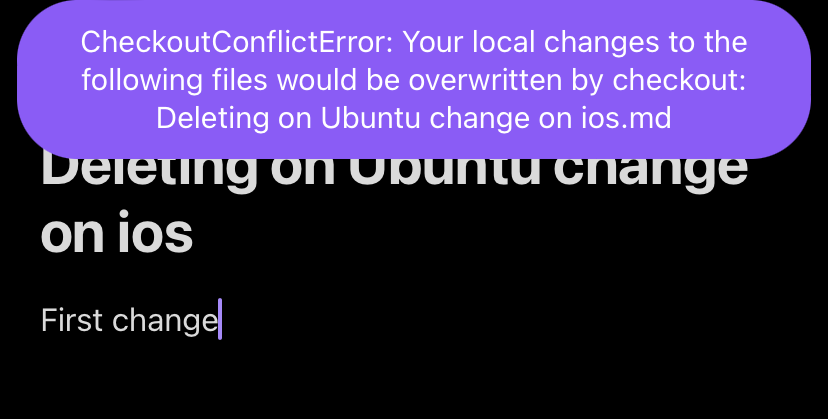 CheckoutConflictError: Your local changes to the
following files would be overwritten by checkout:
Deleting on Ubuntu change on ios.md
Deleting on Ubuntu change
on ios
First change